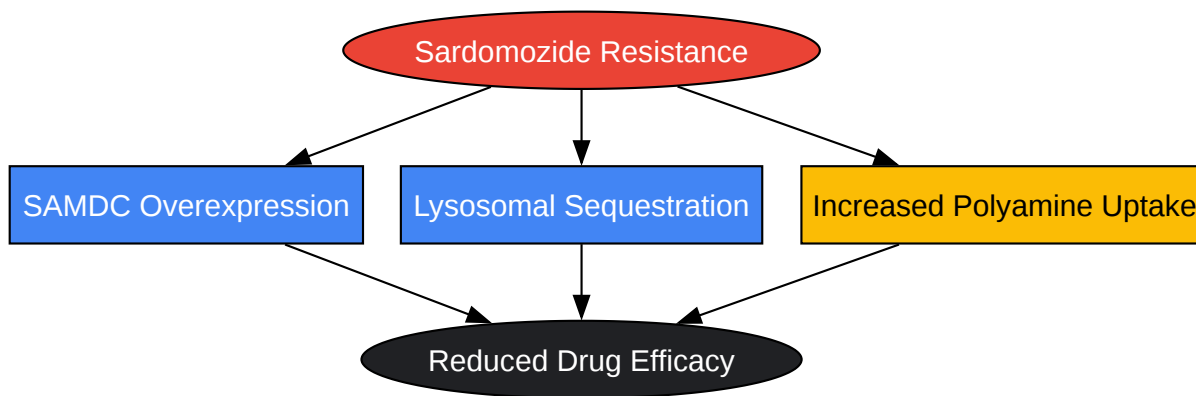 Sardomozide Resistance
SAMDC Overexpression
Lysosomal Sequestration
Increased Polyamine Uptake
Reduced Drug Efficacy